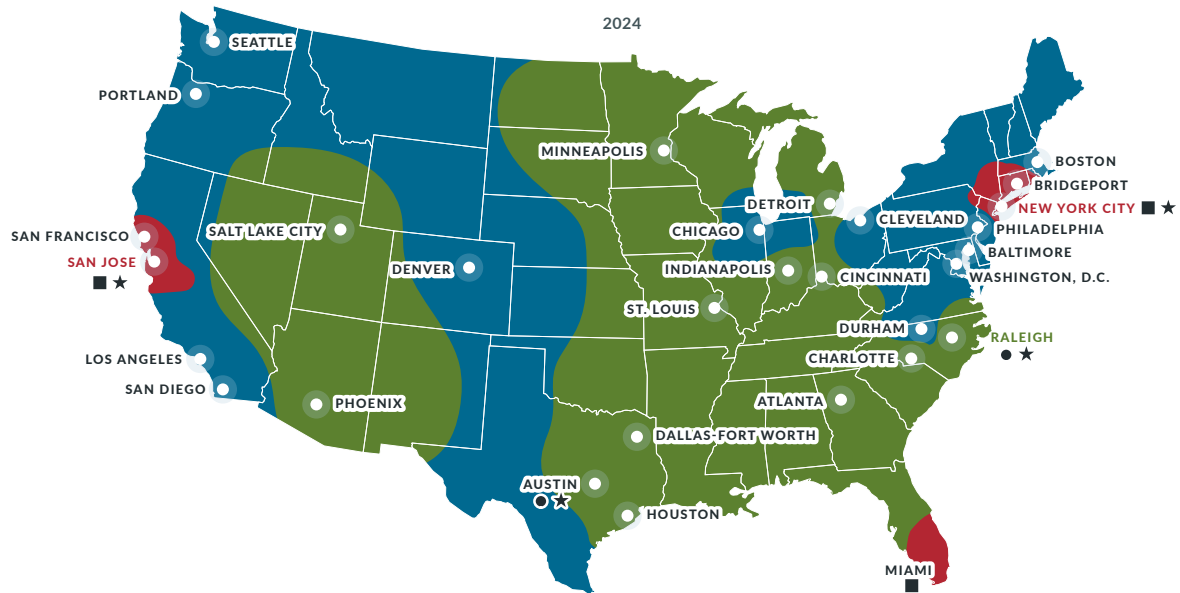 2024
SEATTLE
PORTLAND
MINNEAPOLIS
BOSTON
BRIDGEPORT
DETROIT
NEW YORK CITY ■ ★
CLEVELAND
PHILADELPHIA
SALT LAKE CITY
CHICAGO
SAN FRANCISCO
BALTIMORE
SAN JOSE
■ ★
DENVER
INDIANAPOLIS
CINCINNATI
WASHINGTON, D.C.
ST. LOUIS
DURHAM
RALEIGH
● ★
LOS ANGELES
CHARLOTTE
SAN DIEGO
PHOENIX
ATLANTA
DALLAS-FORT WORTH
AUSTIN
● ★
HOUSTON
MIAMI
■